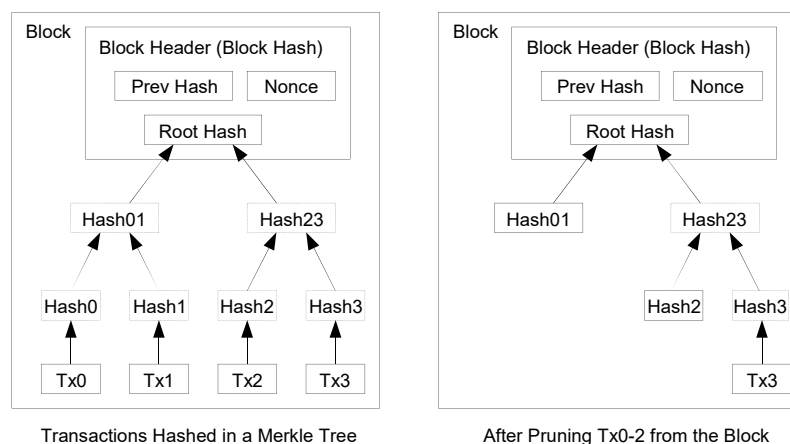 Block
Block Header (Block Hash)
Prev Hash
Nonce
Root Hash
Hash01
Hash23
Hash0
Hash1
Hash2
Hash3
Tx0
Tx1
Tx2
Tx3
Transactions Hashed in a Merkle Tree
Block
Block Header (Block Hash)
Prev Hash
Nonce
Root Hash
Hash01
Hash23
Hash2
Hash3
Tx3
After Pruning Tx0-2 from the Block